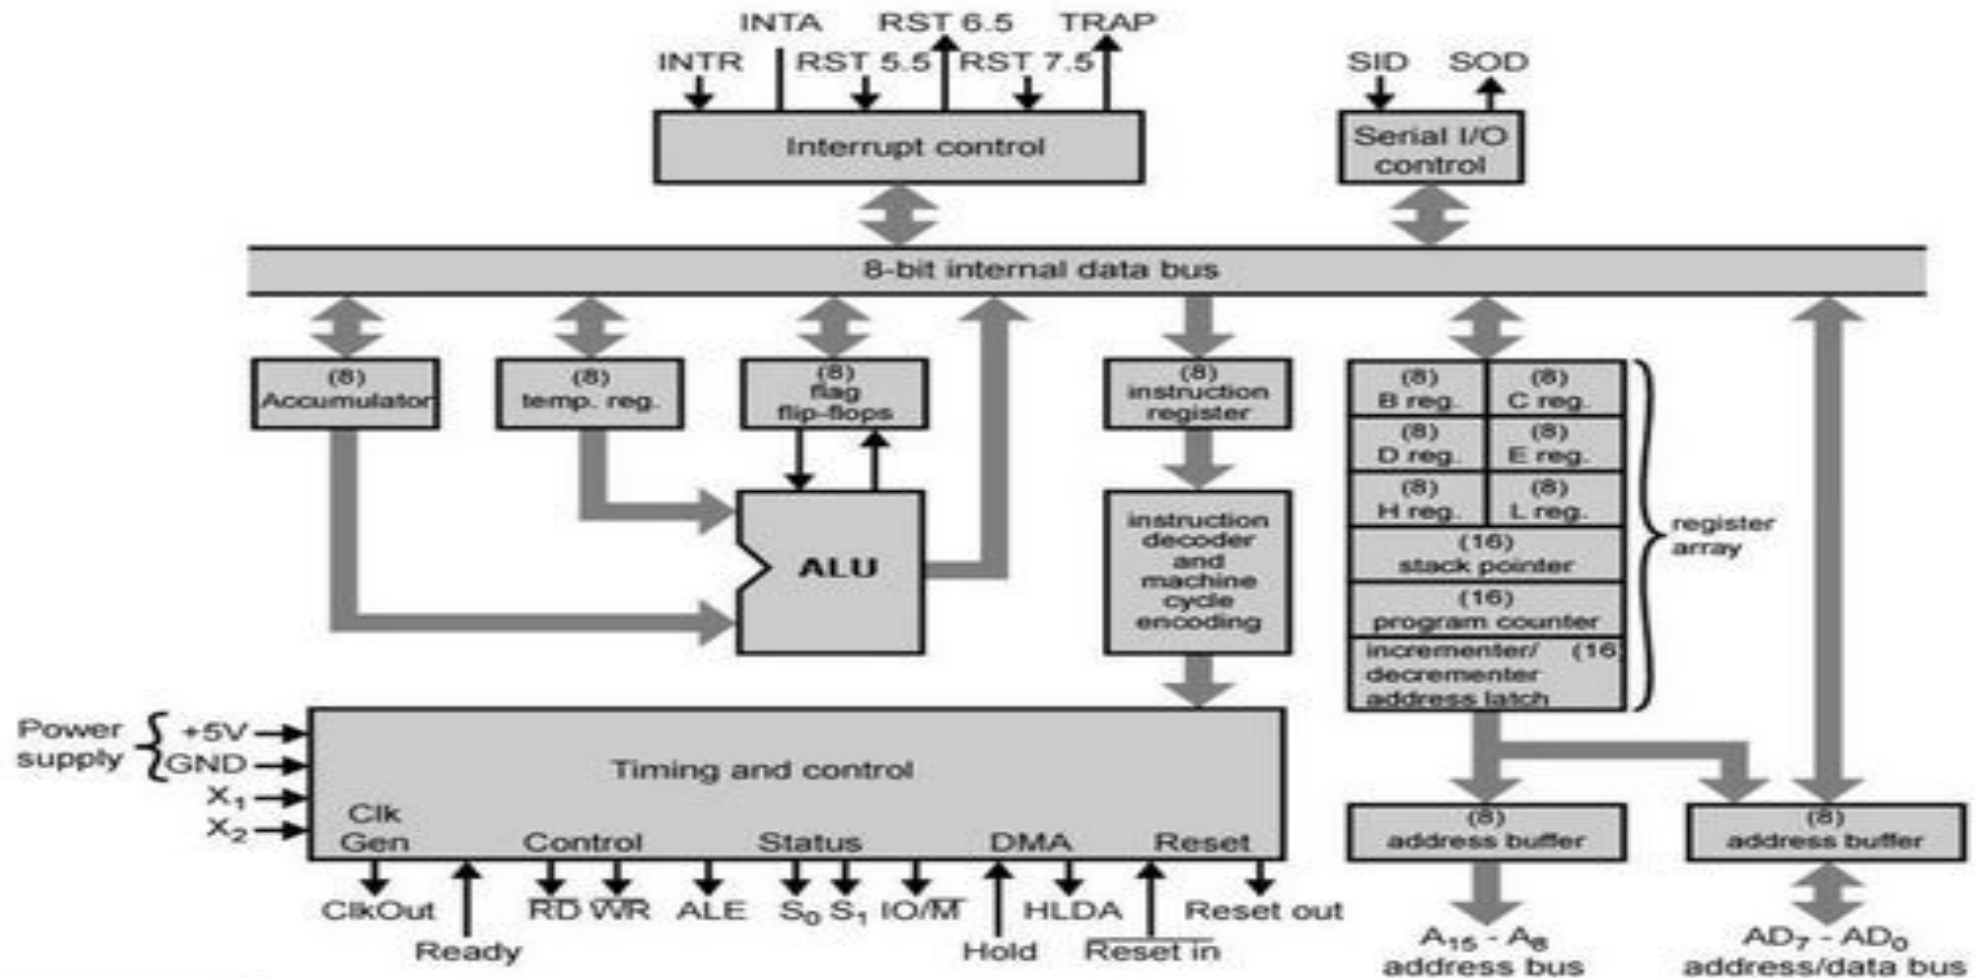 INTA RST 6.5 TRAP
INTR RST 5.5 RST 7.5 SID SOD
Interrupt control
Serial I/O
control
8-bit internal data bus
(8)
Accumulator
(8)
temp. reg.
(8)
flag
flip-flops
(8)
instruction
register
(8)
B reg.
(8)
C reg.
(8)
D reg.
(8)
E reg.
(8)
H reg.
(8)
L reg.
(16)
stack pointer
(16)
program counter
incrementer/ (16
decrementer
address latch
register
array
ALU
instruction
decoder
and
machine
cycle
encoding
Power
supply
+5V
GND
X₁
X₂
Timing and control
Clk
Gen
Control Status DMA Reset
ClkOut R̅D̅ W̅R̅ ALE S₀ S₁ IO/M̅ HLDA Reset out
Ready Hold R̅e̅s̅e̅t̅ i̅n̅
(8)
address buffer
(8)
address buffer
A₁₅ - A₈
address bus
AD₇ - AD₀
address/data bus